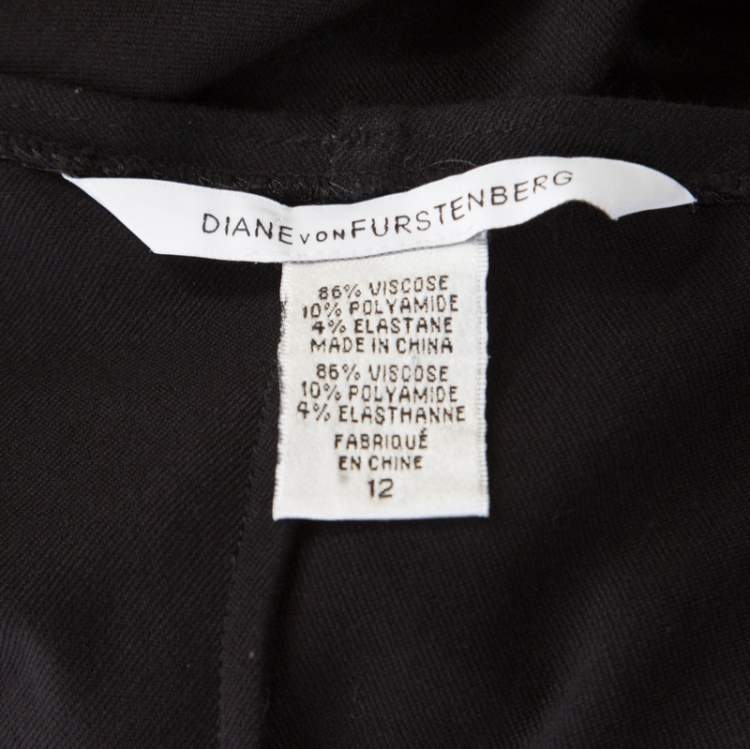 DIANE VON FURSTENBERG
86% VISCOSE
10% POLYAMIDE
4% ELASTANE
MADE IN CHINA
86% VISCOSE
10% POLYAMIDE
4% ELASTHANNE
FABRIQUÉ
EN CHINE
12